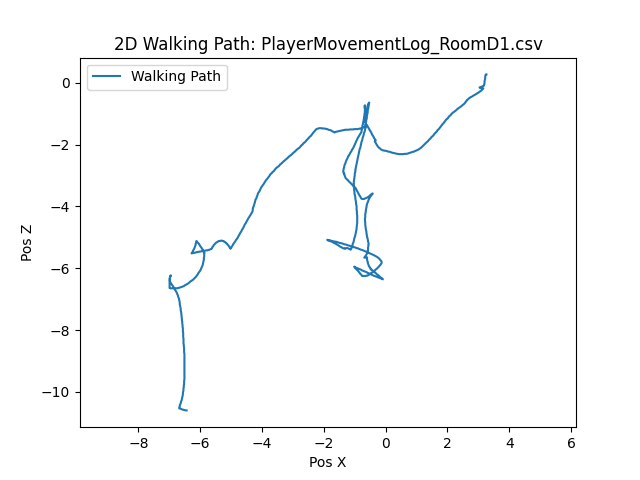 2D Walking Path: PlayerMovementLog_RoomD1.csv
Walking Path
0
−2
−4
−6
−8
−10
Pos Z
−8 −6 −4 −2 0 2 4 6
Pos X